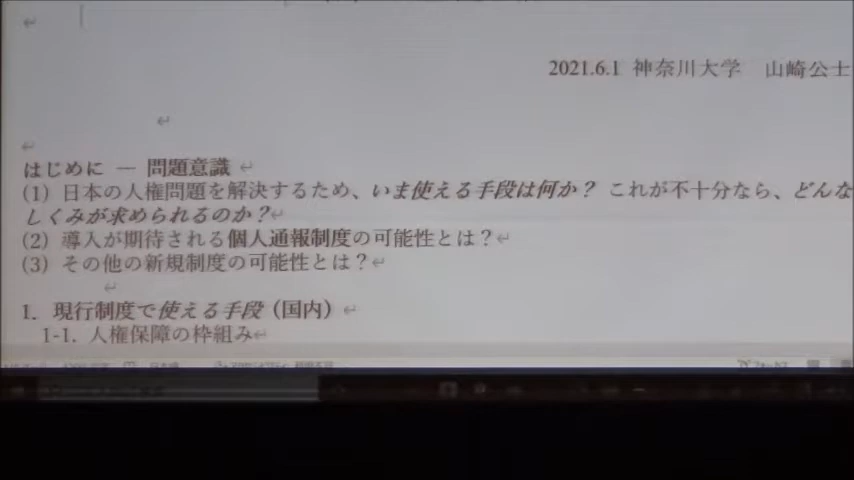 2021.6.1 神奈川大学 山崎公士
はじめに ― 問題意識
(1) 日本の人権問題を解決するため、いま使える手段は何か？ これが不十分なら、どんな
しくみが求められるのか？
(2) 導入が期待される個人通報制度の可能性とは？
(3) その他の新規制度の可能性とは？
1. 現行制度で使える手段（国内）
1-1. 人権保障の枠組み